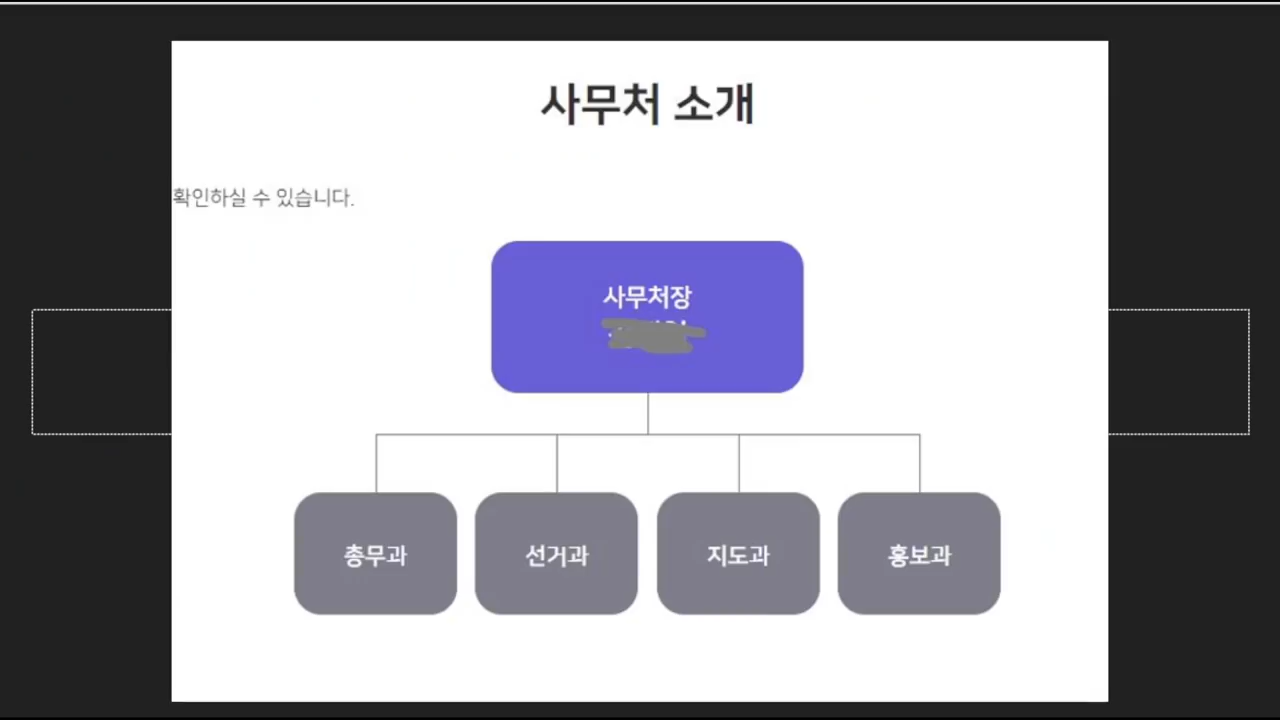 사무처 소개
확인하실 수 있습니다.
사무처장
총무과
선거과
지도과
홍보과